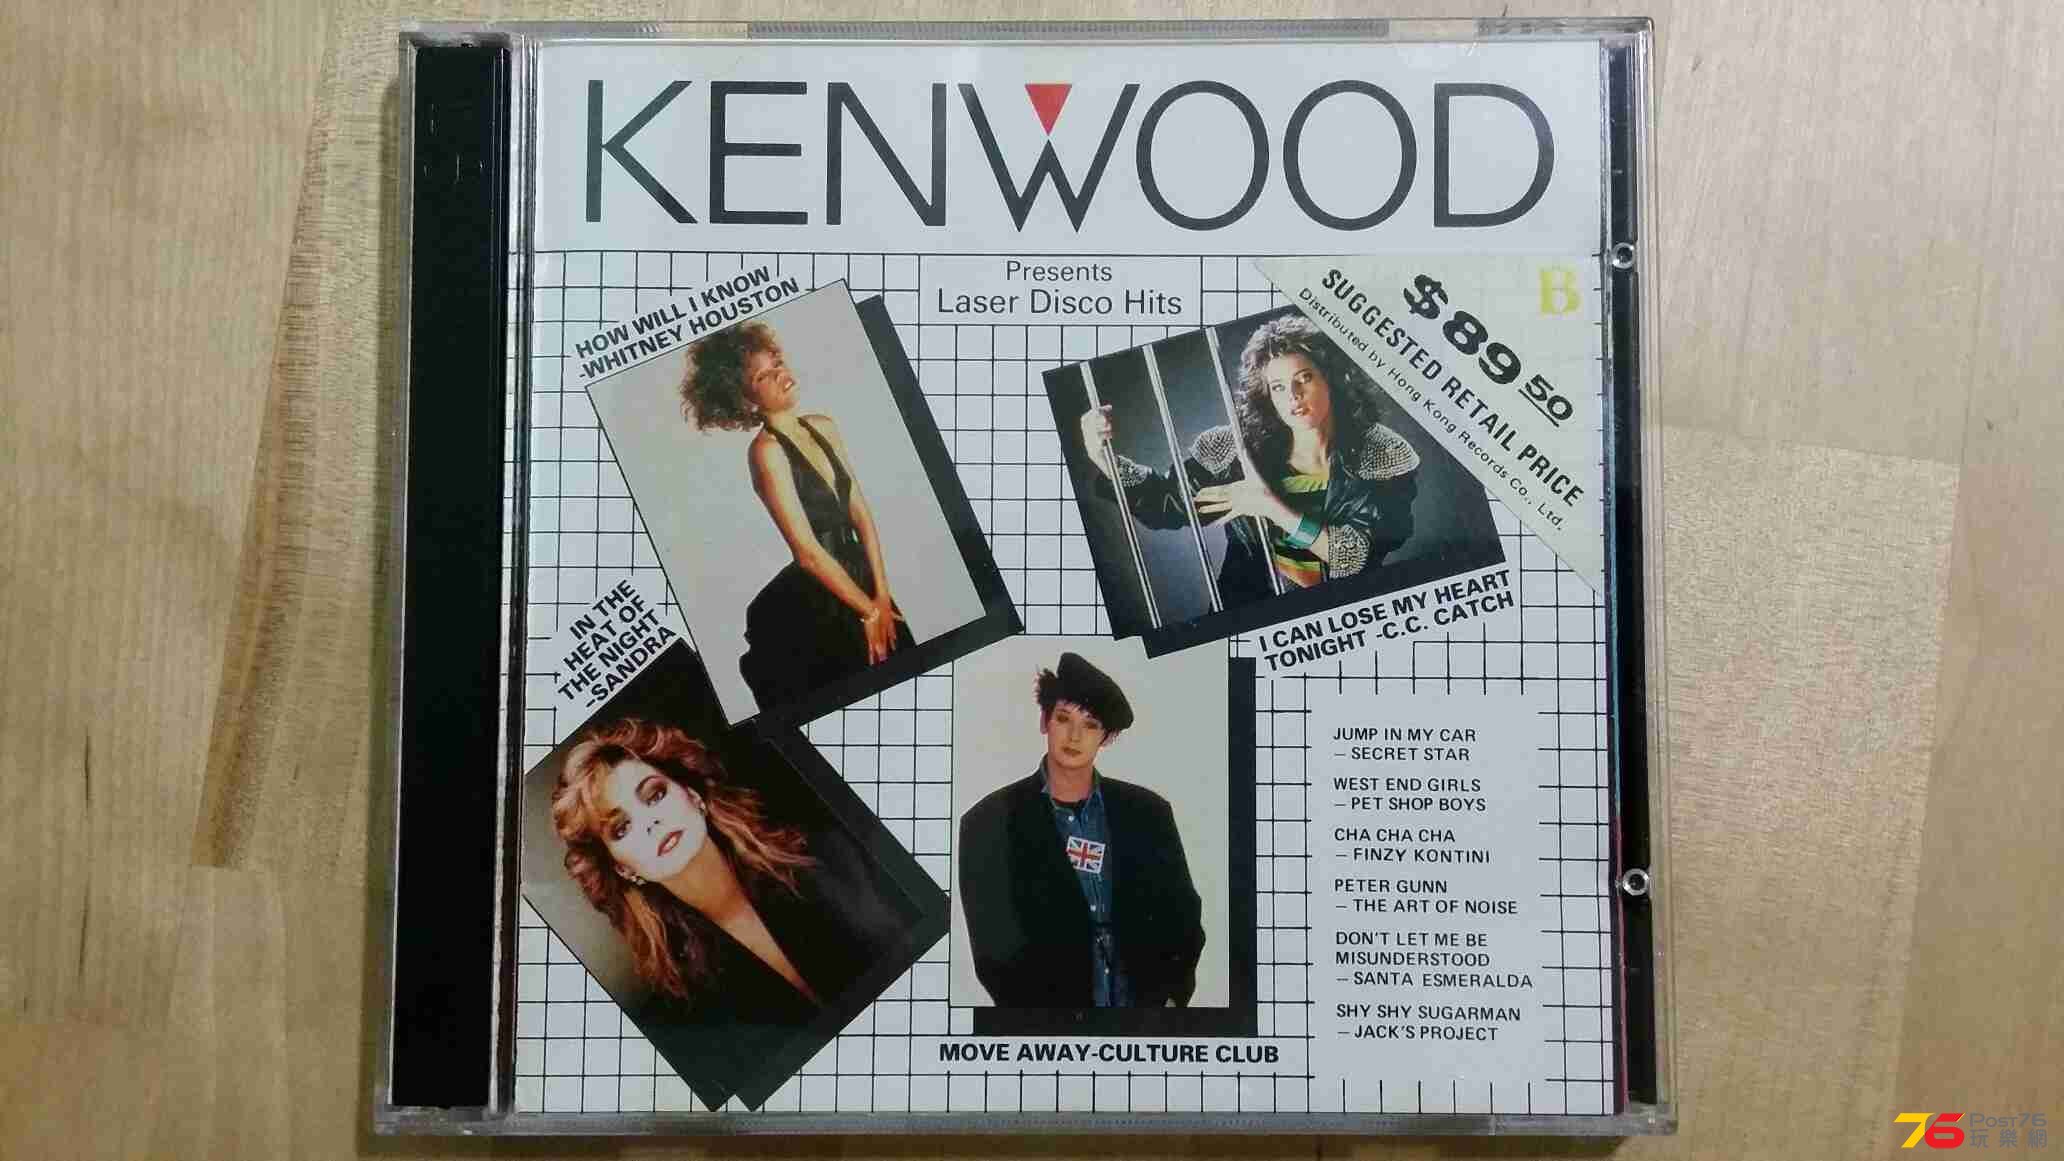 KENWOOD
Presents
Laser Disco Hits
$89.50
SUGGESTED RETAIL PRICE
Distributed by Hong Kong Records Co., Ltd.
B
HOW WILL I KNOW
-WHITNEY HOUSTON
I CAN LOSE MY HEART
TONIGHT -C.C. CATCH
IN THE
HEAT OF
THE NIGHT
-SANDRA
MOVE AWAY-CULTURE CLUB
JUMP IN MY CAR
– SECRET STAR
WEST END GIRLS
– PET SHOP BOYS
CHA CHA CHA
– FINZY KONTINI
PETER GUNN
– THE ART OF NOISE
DON'T LET ME BE
MISUNDERSTOOD
– SANTA ESMERALDA
SHY SHY SUGARMAN
– JACK'S PROJECT
76 Post76
玩樂網